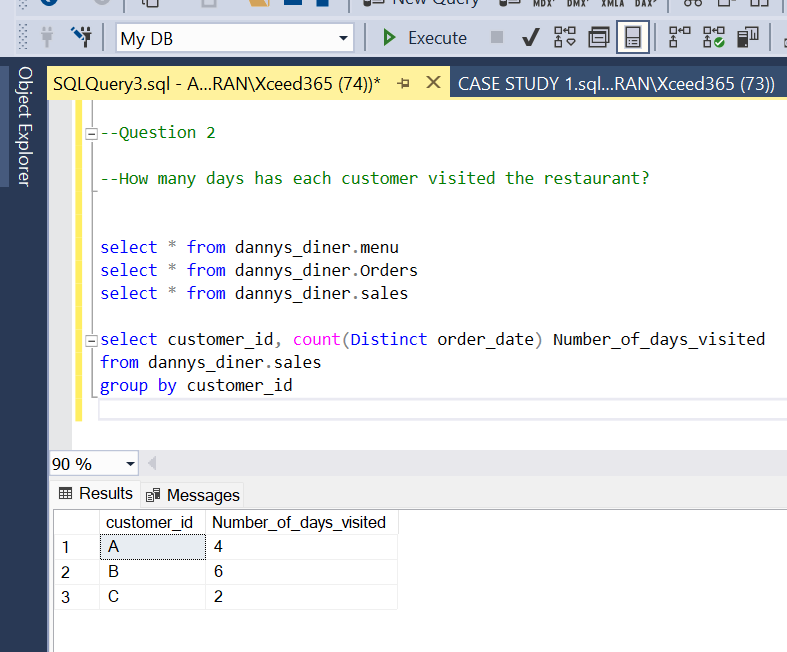 New Query
MDX
DMX
XMLA
DAX
My DB
Execute
Object Explorer
SQLQuery3.sql - A...RAN\Xceed365 (74))*
CASE STUDY 1.sql...RAN\Xceed365 (73))
--Question 2
--How many days has each customer visited the restaurant?
select * from dannys_diner.menu
select * from dannys_diner.Orders
select * from dannys_diner.sales
select customer_id, count(Distinct order_date) Number_of_days_visited
from dannys_diner.sales
group by customer_id
90 %
Results Messages
customer_id Number_of_days_visited
1 A 4
2 B 6
3 C 2